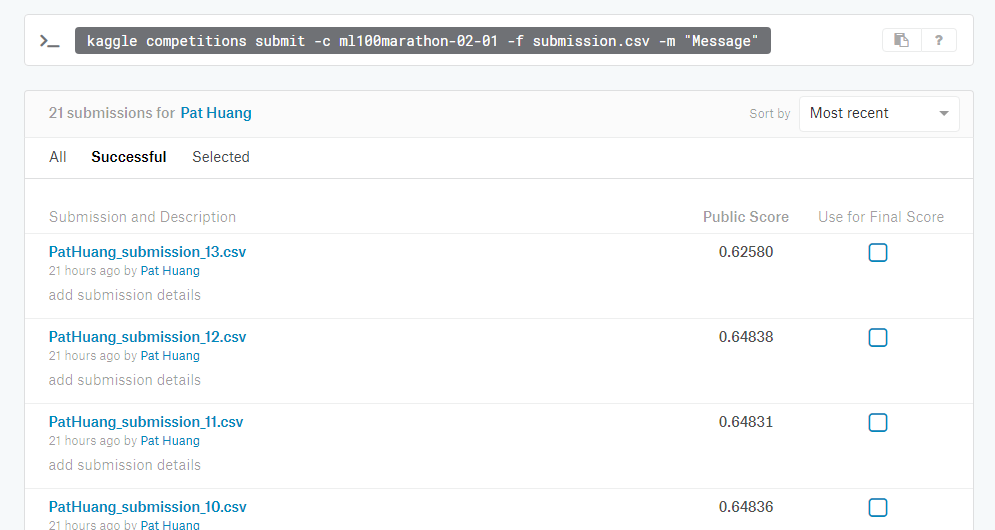 >_ kaggle competitions submit -c ml100marathon-02-01 -f submission.csv -m "Message" ?
21 submissions for Pat Huang Sort by Most recent
All Successful Selected
Submission and Description Public Score Use for Final Score
PatHuang_submission_13.csv 0.62580
21 hours ago by Pat Huang
add submission details
PatHuang_submission_12.csv 0.64838
21 hours ago by Pat Huang
add submission details
PatHuang_submission_11.csv 0.64831
21 hours ago by Pat Huang
add submission details
PatHuang_submission_10.csv 0.64836
21 hours ago by Pat Huang